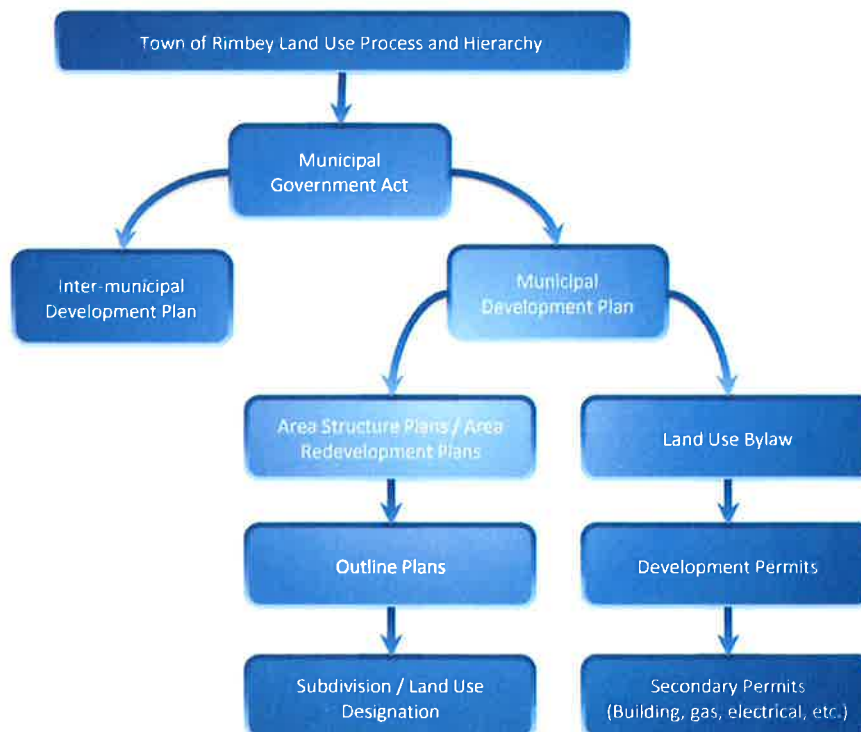 Town of Rimbey Land Use Process and Hierarchy
Municipal
Government Act
Inter-municipal
Development Plan
Municipal
Development Plan
Area Structure Plans / Area
Redevelopment Plans
Land Use Bylaw
Outline Plans
Development Permits
Subdivision / Land Use
Designation
Secondary Permits
(Building, gas, electrical, etc.)